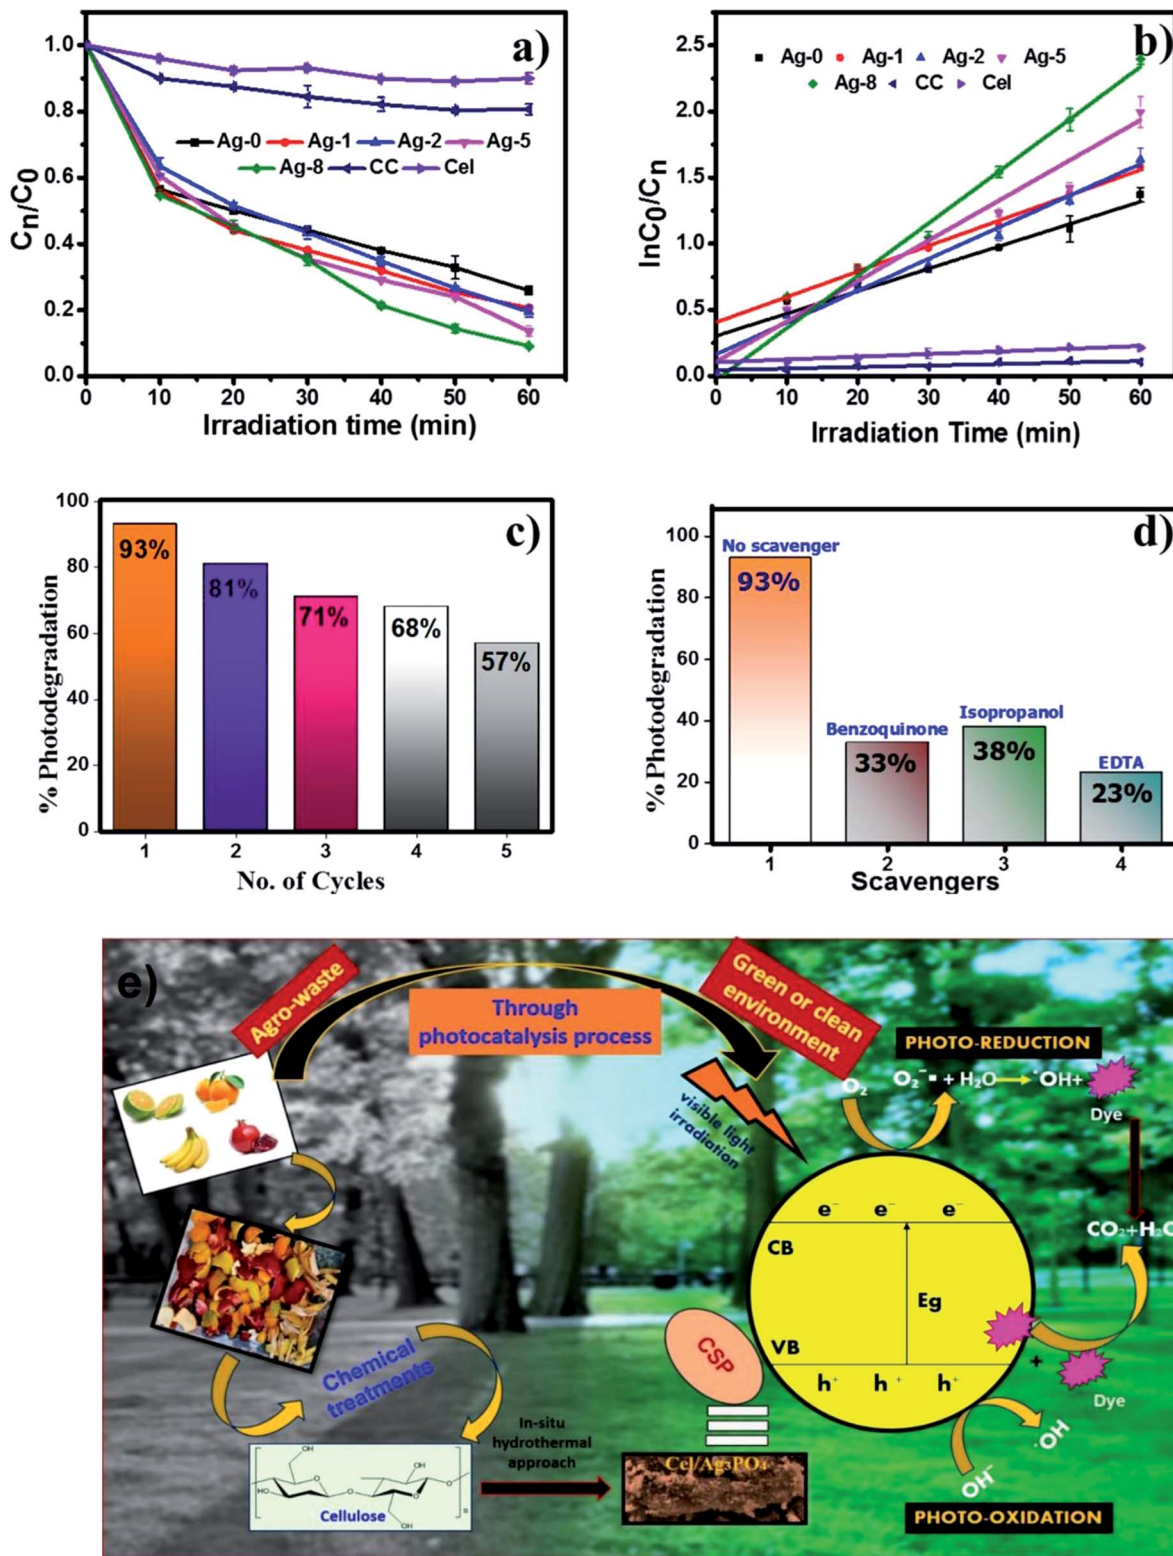 a)
1.0
0.8
0.6
0.4
0.2
0.0
Cn/C0
Ag-0 Ag-1 Ag-2 Ag-5
Ag-8 CC Cel
0 10 20 30 40 50 60
Irradiation time (min)
b)
2.5
2.0
1.5
1.0
0.5
0.0
lnC0/Cn
Ag-0 Ag-1 Ag-2 Ag-5
Ag-8 CC Cel
0 10 20 30 40 50 60
Irradiation Time (min)
c)
100
80
60
40
20
0
% Photodegradation
93%
81%
71%
68%
57%
1 2 3 4 5
No. of Cycles
d)
100
80
60
40
20
0
% Photodegradation
No scavenger
93%
Benzoquinone
33%
Isopropanol
38%
EDTA
23%
1 2 3 4
Scavengers
e)
Agro-waste
Through
photocatalysis process
Green or clean
environment
visible light
irradiation
PHOTO-REDUCTION
O₂
O₂⁻▪ + H₂O → ˙OH+
Dye
CO₂+H₂O
e⁻ e⁻ e⁻
CB
Eg
VB
h⁺ h⁺ h⁺
+
Dye
˙OH
OH⁻
PHOTO-OXIDATION
CSP
Cel/Ag₃PO₄
Chemical
treatments
In-situ
hydrothermal
approach
OH
OH
O
O
HO
OH
O
O
OH
OH
n
Cellulose